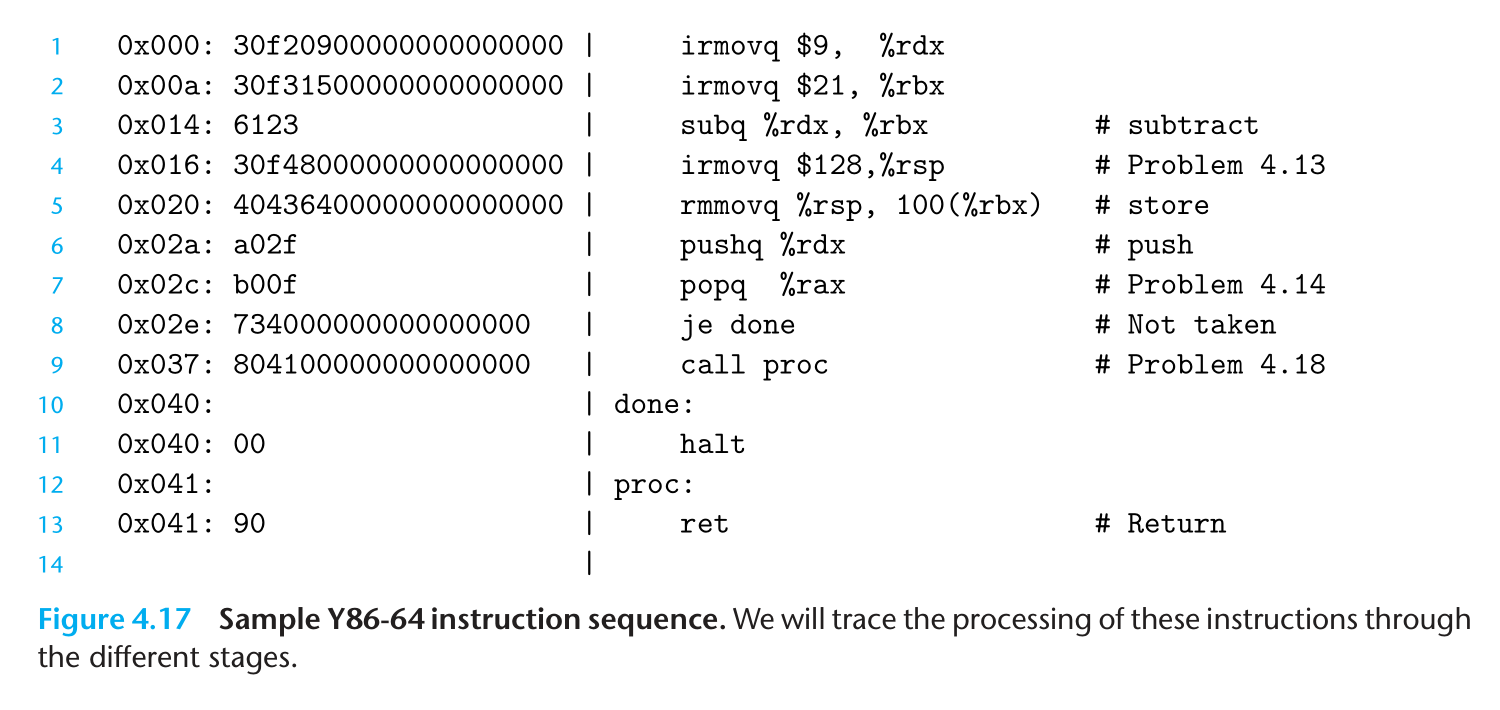 1 0x000: 30f20900000000000000 | irmovq $9, %rdx
2 0x00a: 30f31500000000000000 | irmovq $21, %rbx
3 0x014: 6123 | subq %rdx, %rbx # subtract
4 0x016: 30f48000000000000000 | irmovq $128,%rsp # Problem 4.13
5 0x020: 40436400000000000000 | rmmovq %rsp, 100(%rbx) # store
6 0x02a: a02f | pushq %rdx # push
7 0x02c: b00f | popq %rax # Problem 4.14
8 0x02e: 734000000000000000 | je done # Not taken
9 0x037: 804100000000000000 | call proc # Problem 4.18
10 0x040: | done:
11 0x040: 00 | halt
12 0x041: | proc:
13 0x041: 90 | ret # Return
14 |
Figure 4.17 Sample Y86-64 instruction sequence. We will trace the processing of these instructions through
the different stages.